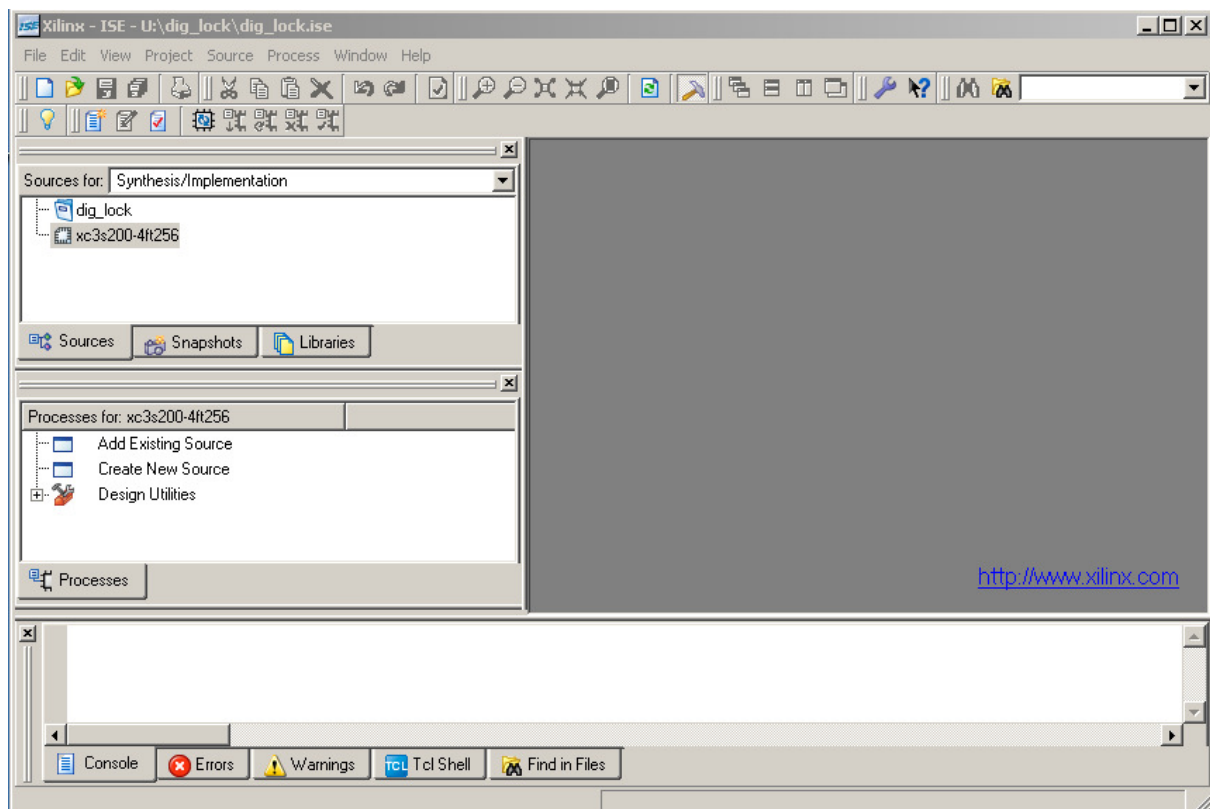 Xilinx - ISE - U:\dig_lock\dig_lock.ise
File Edit View Project Source Process Window Help
Sources for: Synthesis/Implementation
dig_lock
xc3s200-4ft256
Sources Snapshots Libraries
Processes for: xc3s200-4ft256
Add Existing Source
Create New Source
Design Utilities
Processes
http://www.xilinx.com
Console Errors Warnings TCL Tcl Shell Find in Files